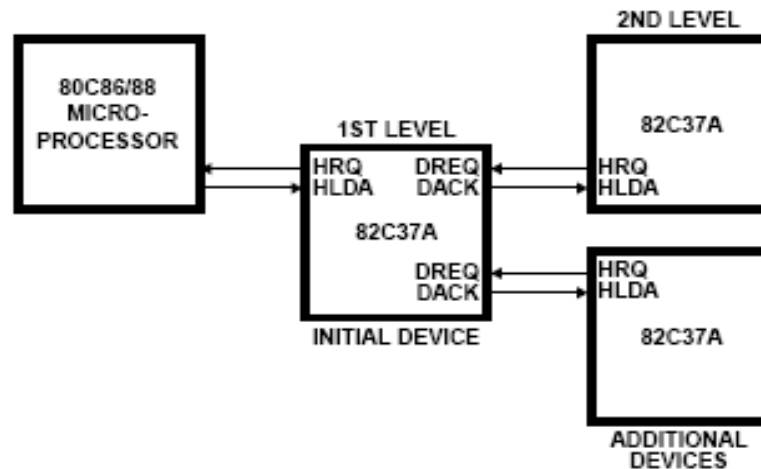 80C86/88
MICRO-
PROCESSOR
1ST LEVEL
HRQ
HLDA
DREQ
DACK
82C37A
DREQ
DACK
INITIAL DEVICE
2ND LEVEL
82C37A
HRQ
HLDA
HRQ
HLDA
82C37A
ADDITIONAL
DEVICES